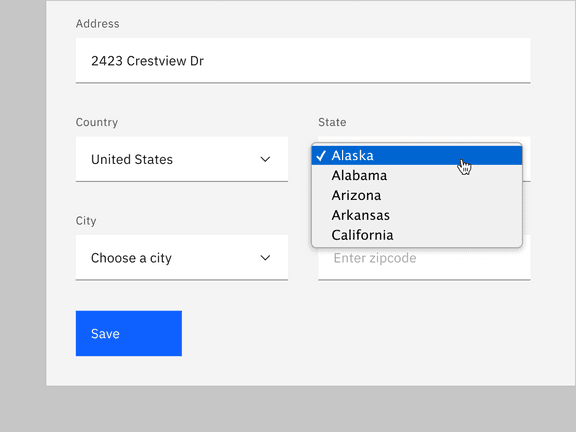 Address
2423 Crestview Dr
Country
State
United States
✓ Alaska
Alabama
Arizona
Arkansas
California
City
Choose a city
Enter zipcode
Save